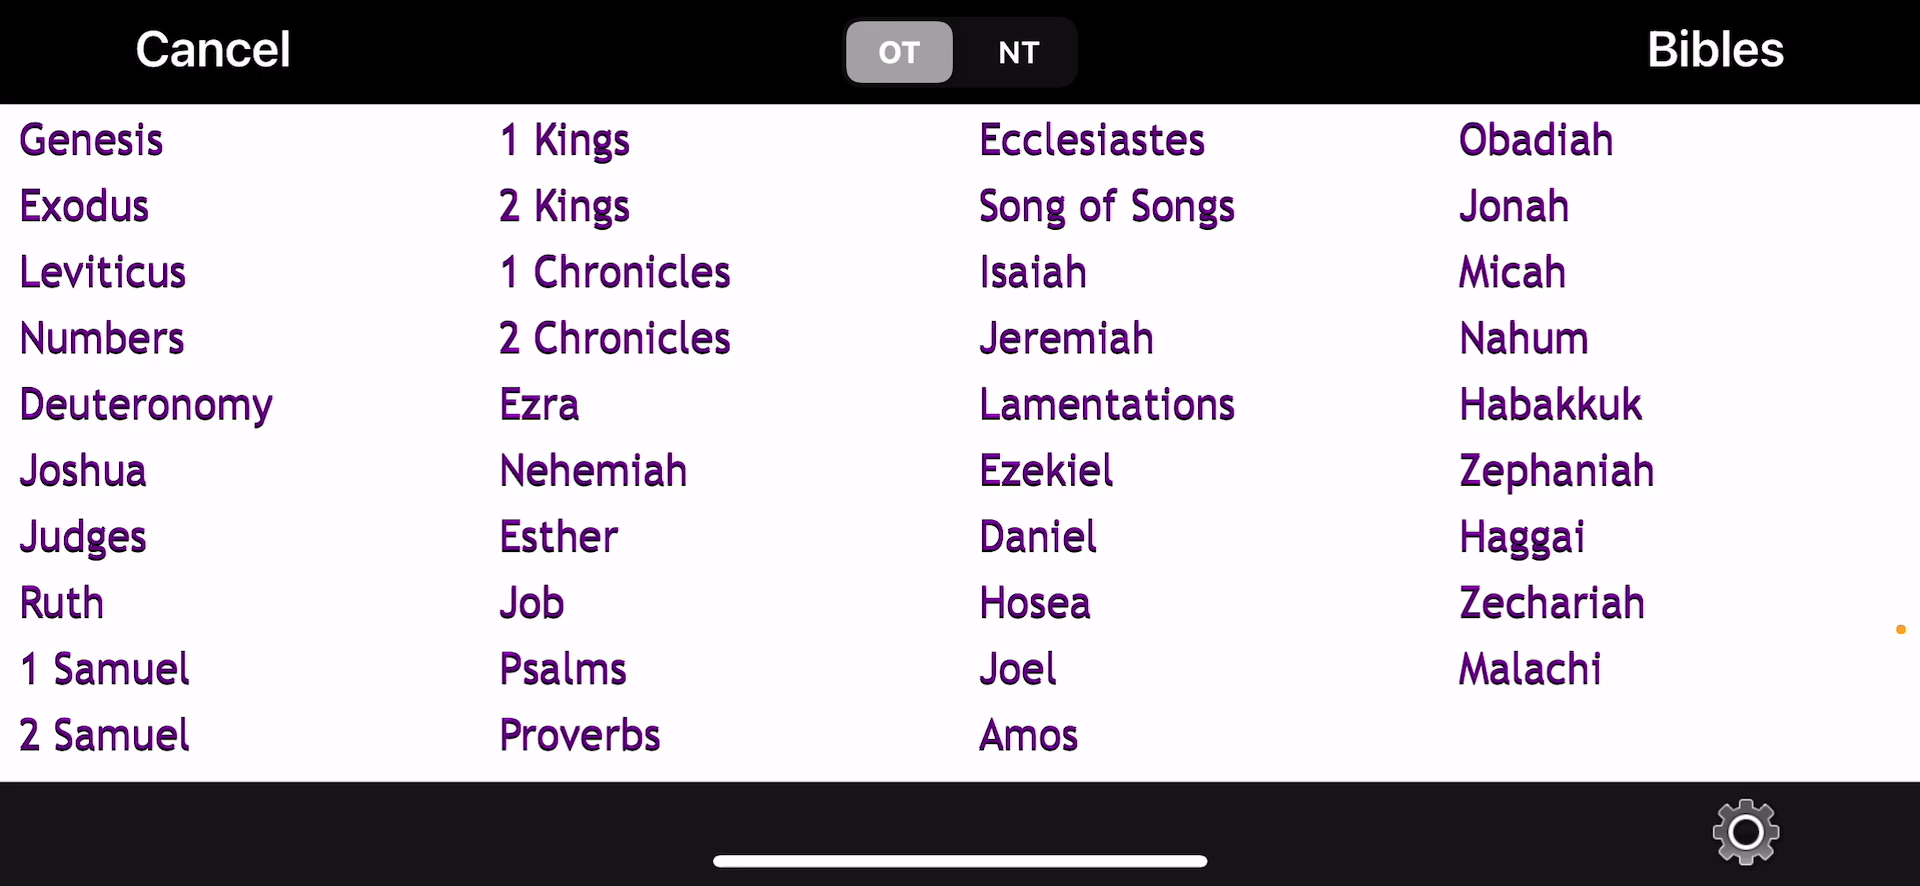 Cancel
OT
NT
Bibles
Genesis
Exodus
Leviticus
Numbers
Deuteronomy
Joshua
Judges
Ruth
1 Samuel
2 Samuel
1 Kings
2 Kings
1 Chronicles
2 Chronicles
Ezra
Nehemiah
Esther
Job
Psalms
Proverbs
Ecclesiastes
Song of Songs
Isaiah
Jeremiah
Lamentations
Ezekiel
Daniel
Hosea
Joel
Amos
Obadiah
Jonah
Micah
Nahum
Habakkuk
Zephaniah
Haggai
Zechariah
Malachi